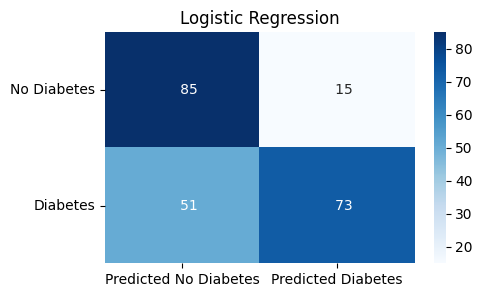 Logistic Regression
No Diabetes
85
15
80
70
60
50
40
30
20
Diabetes
51
73
Predicted No Diabetes
Predicted Diabetes